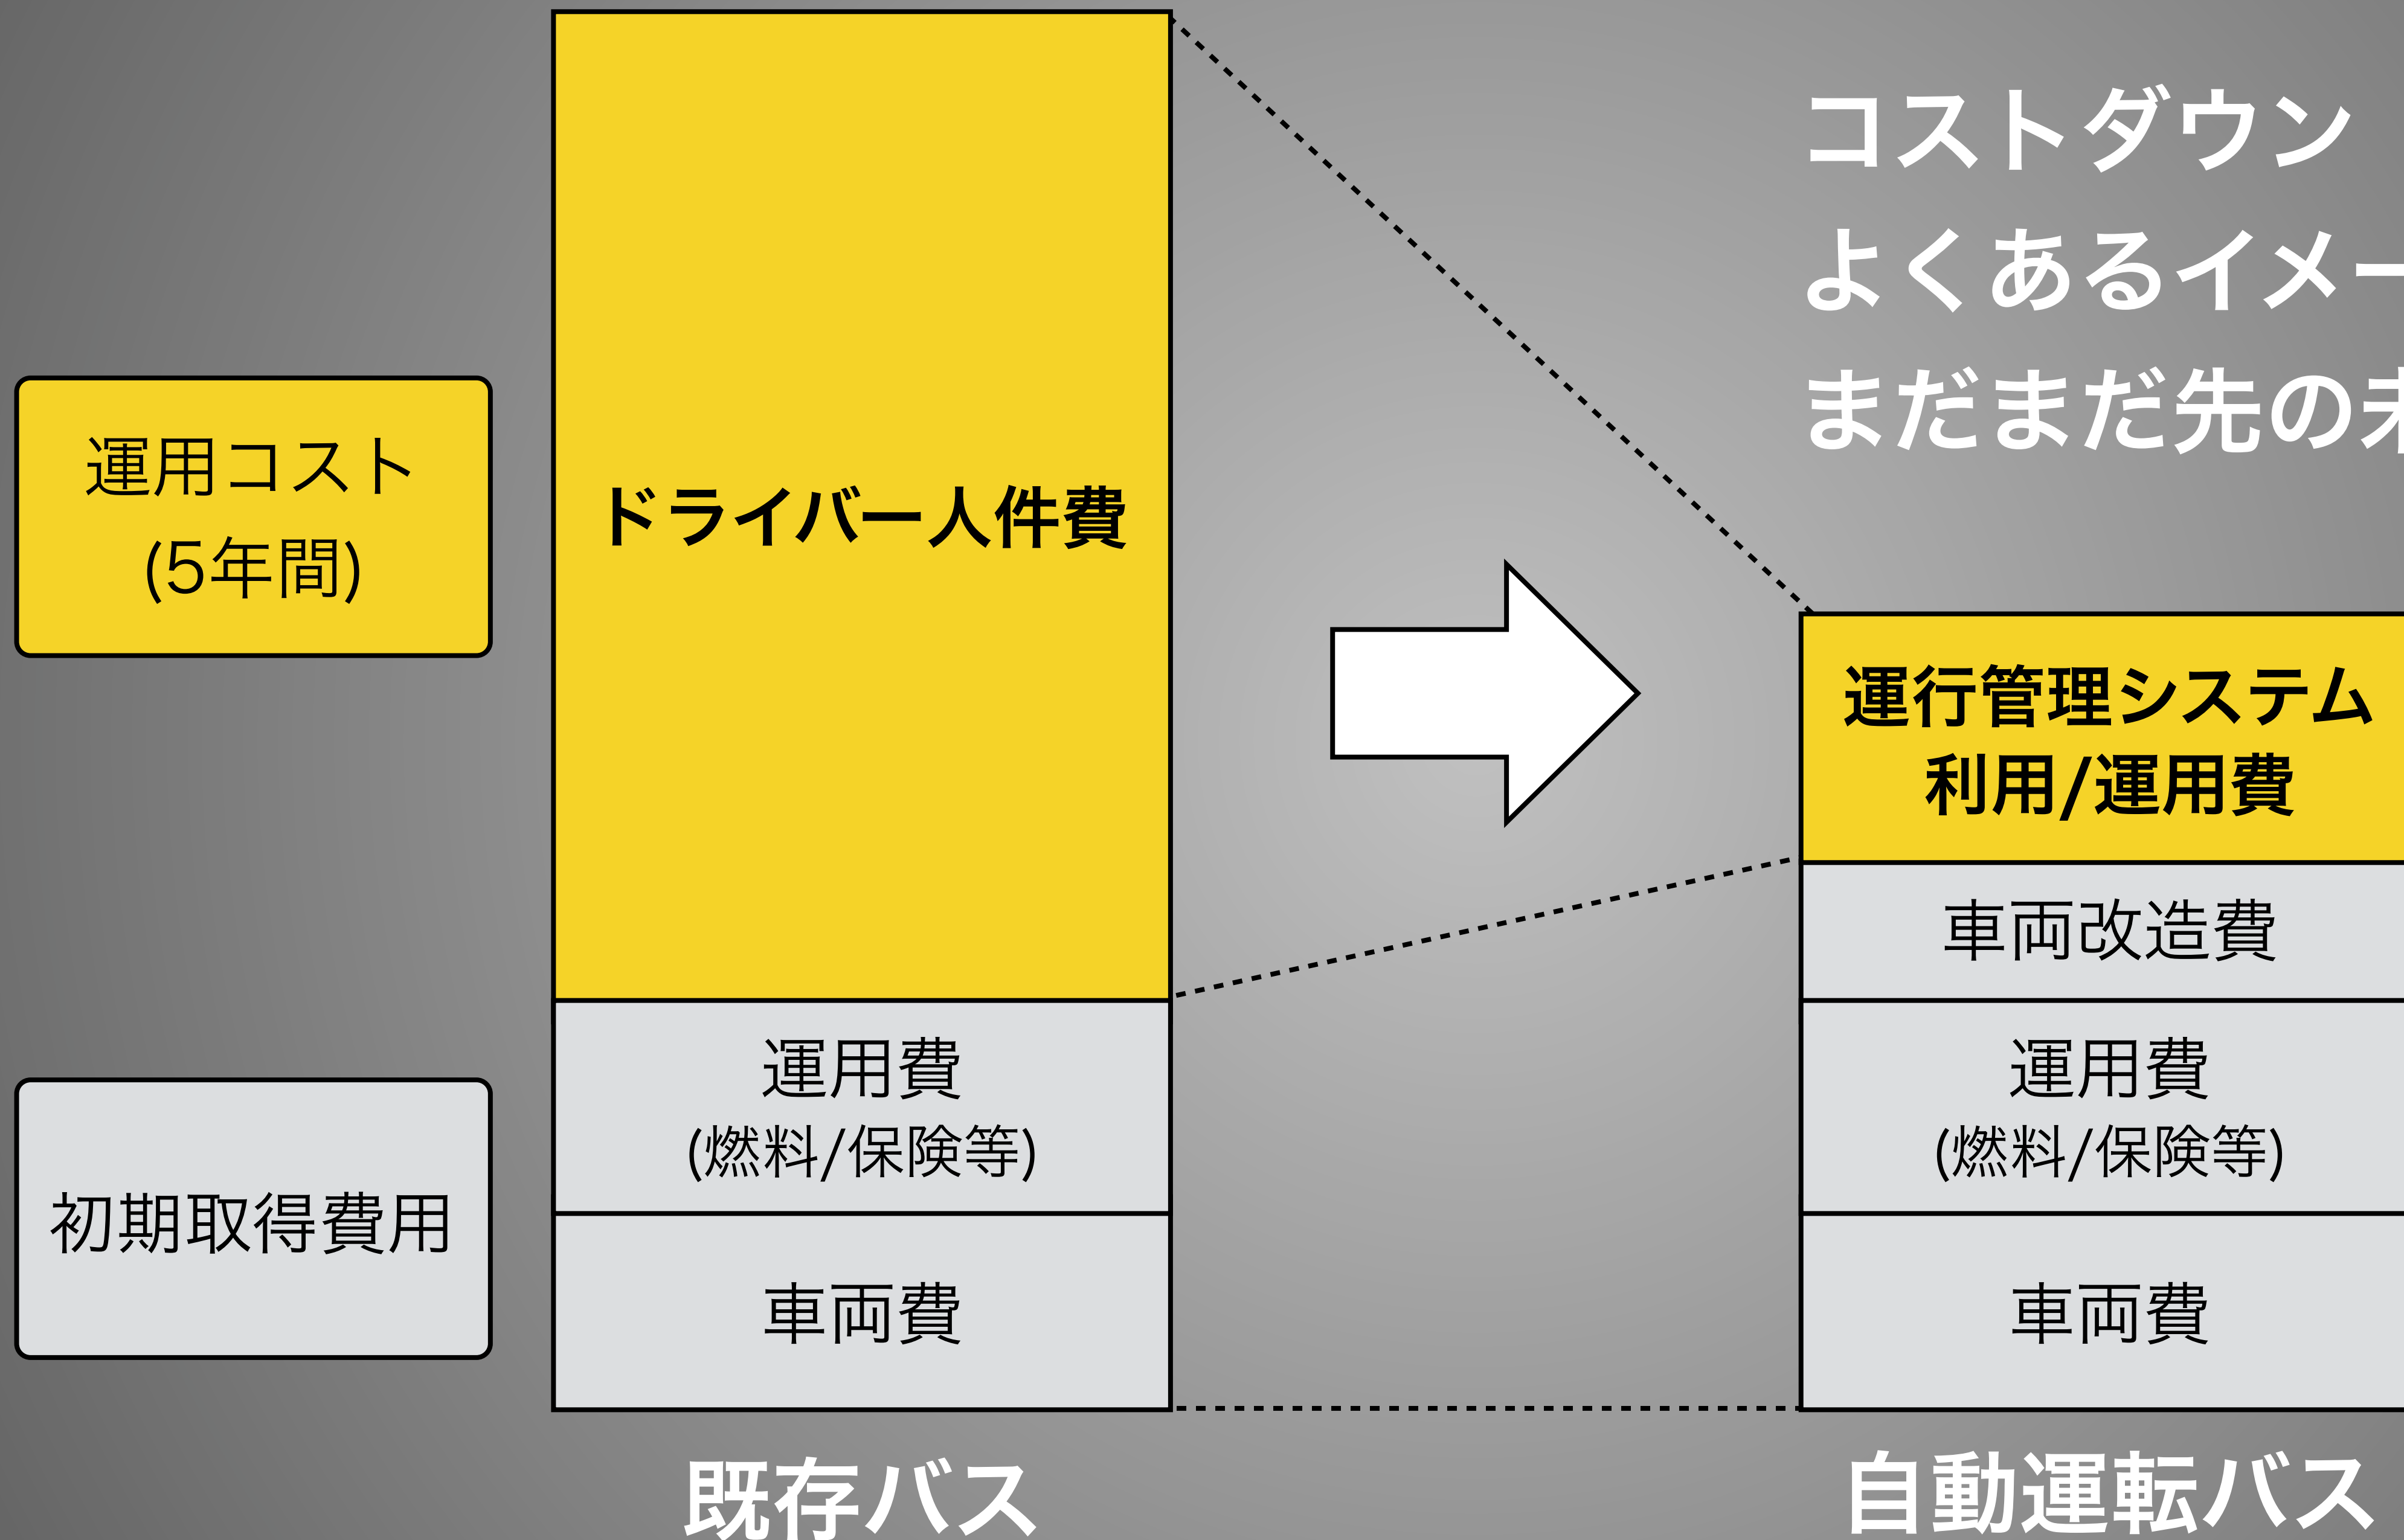 コストダウン
よくあるイメー
まだまだ先の
運用コスト
(5年間)
初期取得費用
ドライバー人件費
運用費
(燃料/保険等)
車両費
既存バス
運行管理システム
利用/運用費
車両改造費
運用費
(燃料/保険等)
車両費
自動運転バス